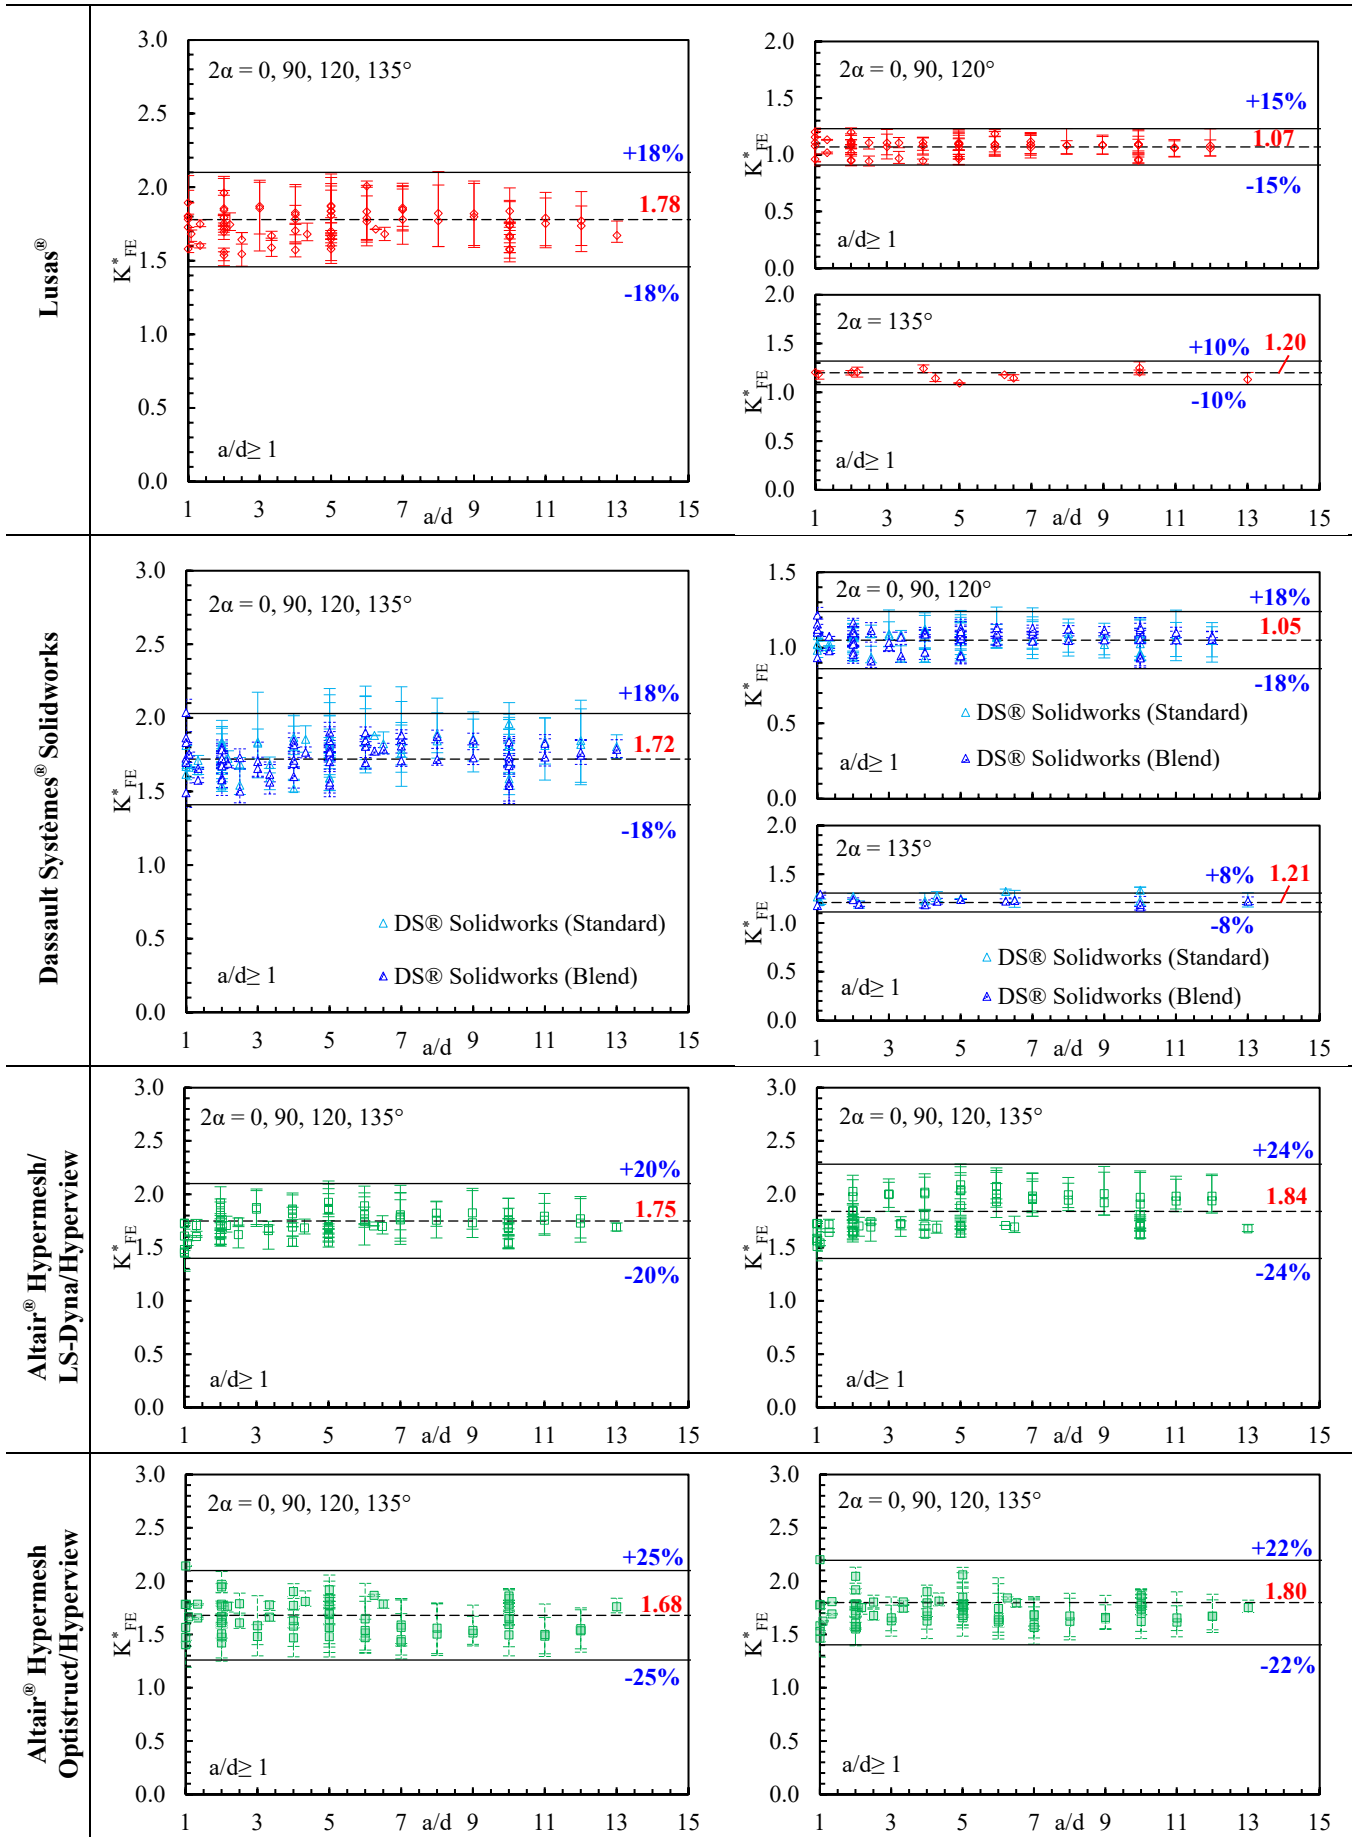 Lusas®
3.0
2.5
2.0
1.5
1.0
0.5
0.0
K*FE
2α = 0, 90, 120, 135°
+18%
1.78
-18%
a/d≥ 1
1 3 5 7 a/d 9 11 13 15
2.0
1.5
1.0
0.5
0.0
K*FE
2α = 0, 90, 120°
+15%
1.07
-15%
a/d≥ 1
2.0
1.5
1.0
0.5
0.0
K*FE
2α = 135°
+10% 1.20
-10%
a/d≥ 1
1 3 5 7 a/d 9 11 13 15
Dassault Systèmes® Solidworks
3.0
2.5
2.0
1.5
1.0
0.5
0.0
K*FE
2α = 0, 90, 120, 135°
+18%
1.72
-18%
DS® Solidworks (Standard)
DS® Solidworks (Blend)
a/d≥ 1
1 3 5 7 a/d 9 11 13 15
1.5
1.0
0.5
0.0
K*FE
2α = 0, 90, 120°
+18%
1.05
-18%
DS® Solidworks (Standard)
DS® Solidworks (Blend)
a/d≥ 1
2.0
1.5
1.0
0.5
0.0
K*FE
2α = 135°
+8% 1.21
-8%
DS® Solidworks (Standard)
DS® Solidworks (Blend)
a/d≥ 1
1 3 5 7 a/d 9 11 13 15
Altair® Hypermesh/
LS-Dyna/Hyperview
3.0
2.5
2.0
1.5
1.0
0.5
0.0
K*FE
2α = 0, 90, 120, 135°
+20%
1.75
-20%
a/d≥ 1
1 3 5 7 a/d 9 11 13 15
3.0
2.5
2.0
1.5
1.0
0.5
0.0
K*FE
2α = 0, 90, 120, 135°
+24%
1.84
-24%
a/d≥ 1
1 3 5 7 a/d 9 11 13 15
Altair® Hypermesh
Optistruct/Hyperview
3.0
2.5
2.0
1.5
1.0
0.5
0.0
K*FE
2α = 0, 90, 120, 135°
+25%
1.68
-25%
a/d≥ 1
1 3 5 7 a/d 9 11 13 15
3.0
2.5
2.0
1.5
1.0
0.5
0.0
K*FE
2α = 0, 90, 120, 135°
+22%
1.80
-22%
a/d≥ 1
1 3 5 7 a/d 9 11 13 15